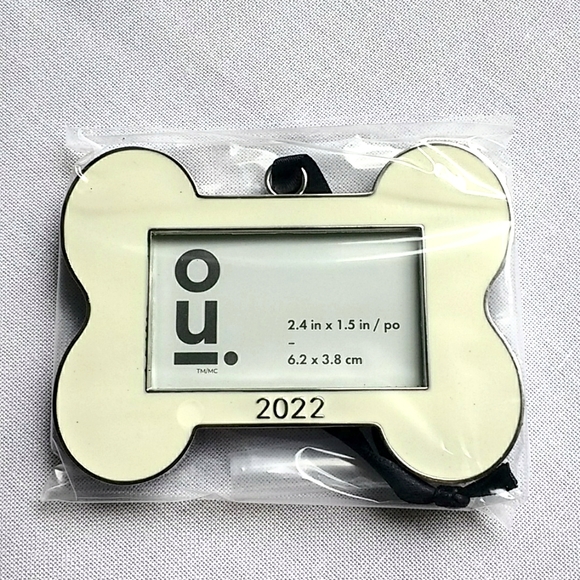 ou.
TM/MC
2.4 in x 1.5 in / po
–
6.2 x 3.8 cm
2022